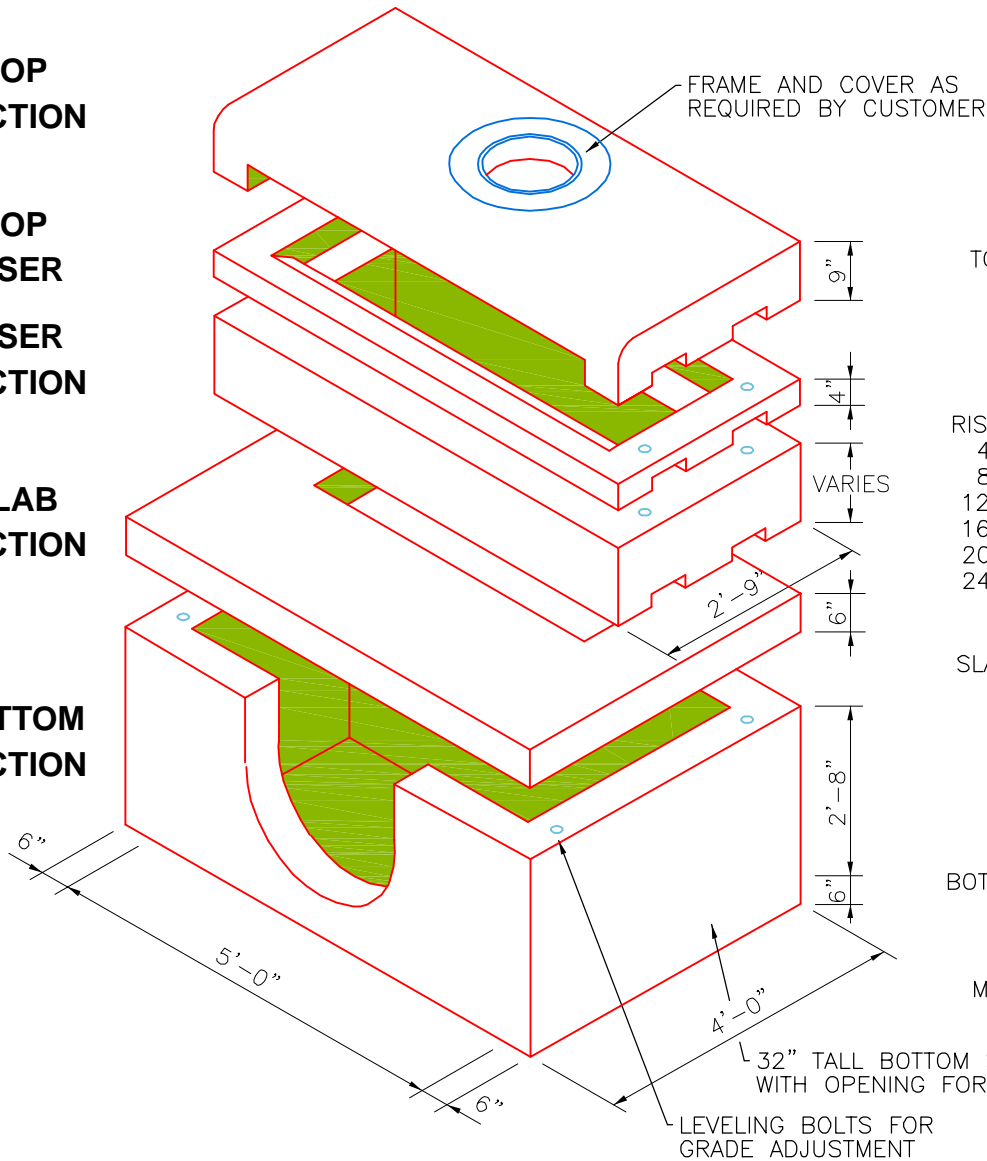 OP
CTION
FRAME AND COVER AS
REQUIRED BY CUSTOMER
OP
SER
9”
TO
SER
CTION
4”
RIS
4
8
12
16
20
24
VARIES
LAB
CTION
2’–9”
6”
SLA
TTOM
CTION
2’–8”
6”
BOT
6”
5’–0”
4’–0”
M
32” TALL BOTTOM
WITH OPENING FOR
6”
LEVELING BOLTS FOR
GRADE ADJUSTMENT